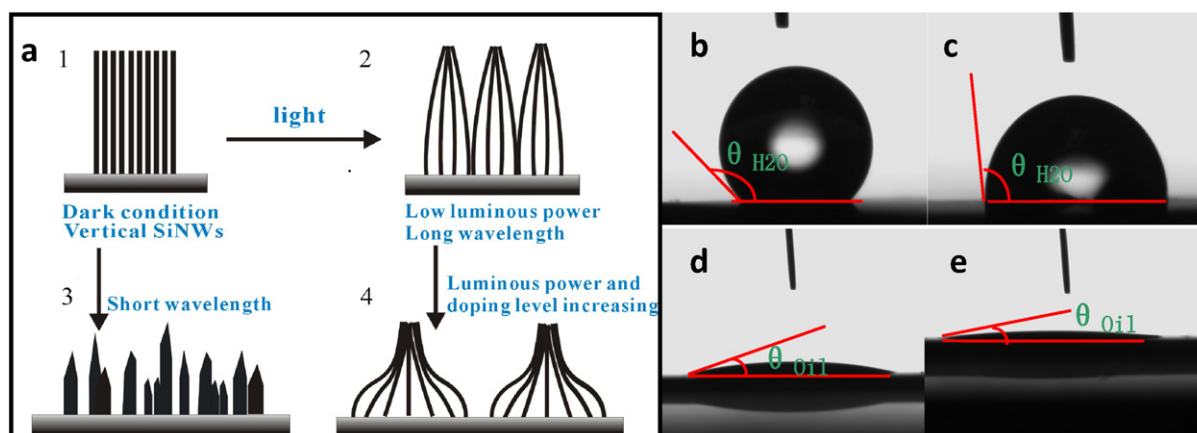 a
1
2
light
Dark condition
Vertical SiNWs
Low luminous power
Long wavelength
3
Short wavelength
4
Luminous power and
doping level increasing
b
θ H2O
c
θ H2O
d
θ Oil
e
θ Oil